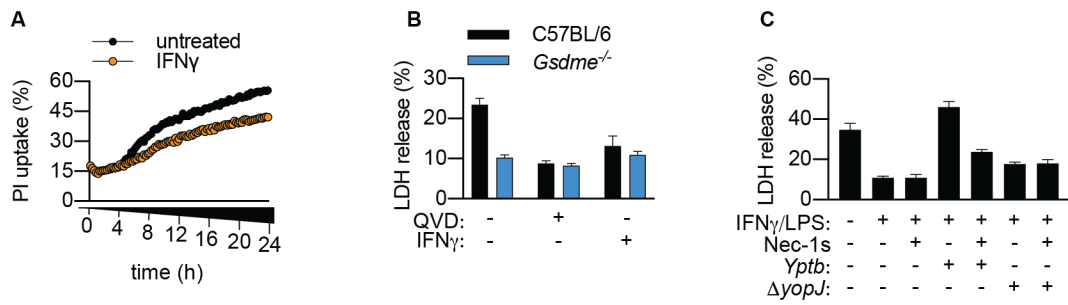 A
untreated
IFNγ
60
45
30
15
0
PI uptake (%)
0 4 8 12 16 20 24
time (h)
B
C57BL/6
Gsdme-/-
30
20
10
0
LDH release (%)
QVD: - + -
IFNγ: - - +
C
80
60
40
20
0
LDH release (%)
IFNγ/LPS: - + + + + + +
Nec-1s - - + - + - +
Yptb: - - - + + - -
ΔyopJ: - - - - - + +